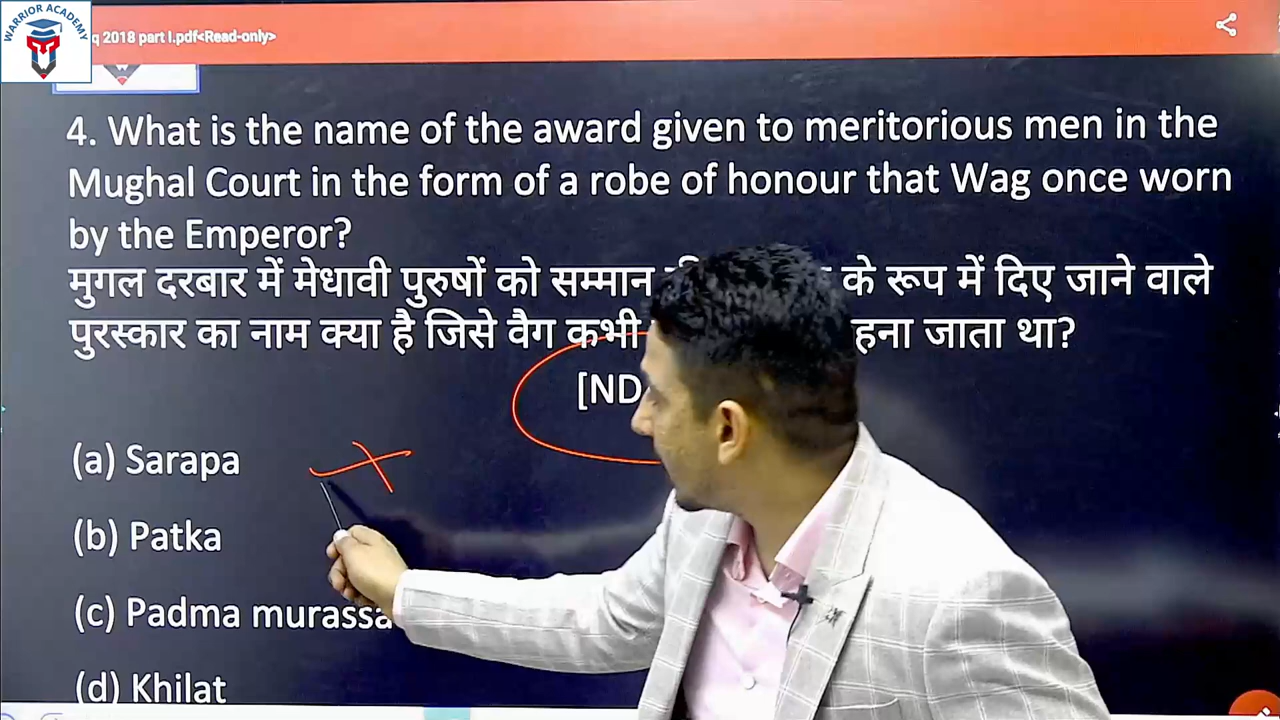 WARRIOR ACADEMY
q 2018 part I.pdf<Read-only>
4. What is the name of the award given to meritorious men in the
Mughal Court in the form of a robe of honour that Wag once worn
by the Emperor?
मुगल दरबार में मेधावी पुरुषों को सम्मान के रूप में दिए जाने वाले
पुरस्कार का नाम क्या है जिसे वैग कभी हना जाता था?
[ND
(a) Sarapa
(b) Patka
(c) Padma murassa
(d) Khilat